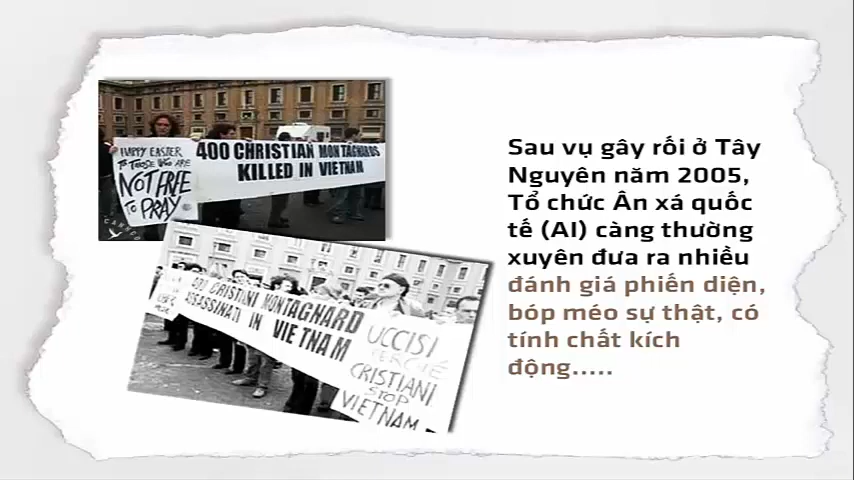 HAPPY EASTER
TO THOSE WHO ARE
NOT FREE
TO PRAY
400 CHRISTIAN MONTAGNARDS
KILLED IN VIETNAM
400 CRISTIANI MONTAGNARD
ASSASSINATI IN VIETNAM
UCCISI
PERCHÉ
CRISTIANI
STOP
VIETNAM
Sau vụ gây rối ở Tây
Nguyên năm 2005,
Tổ chức Ân xá quốc
tế (AI) càng thường
xuyên đưa ra nhiều
đánh giá phiến diện,
bóp méo sự thật, có
tính chất kích
động.....